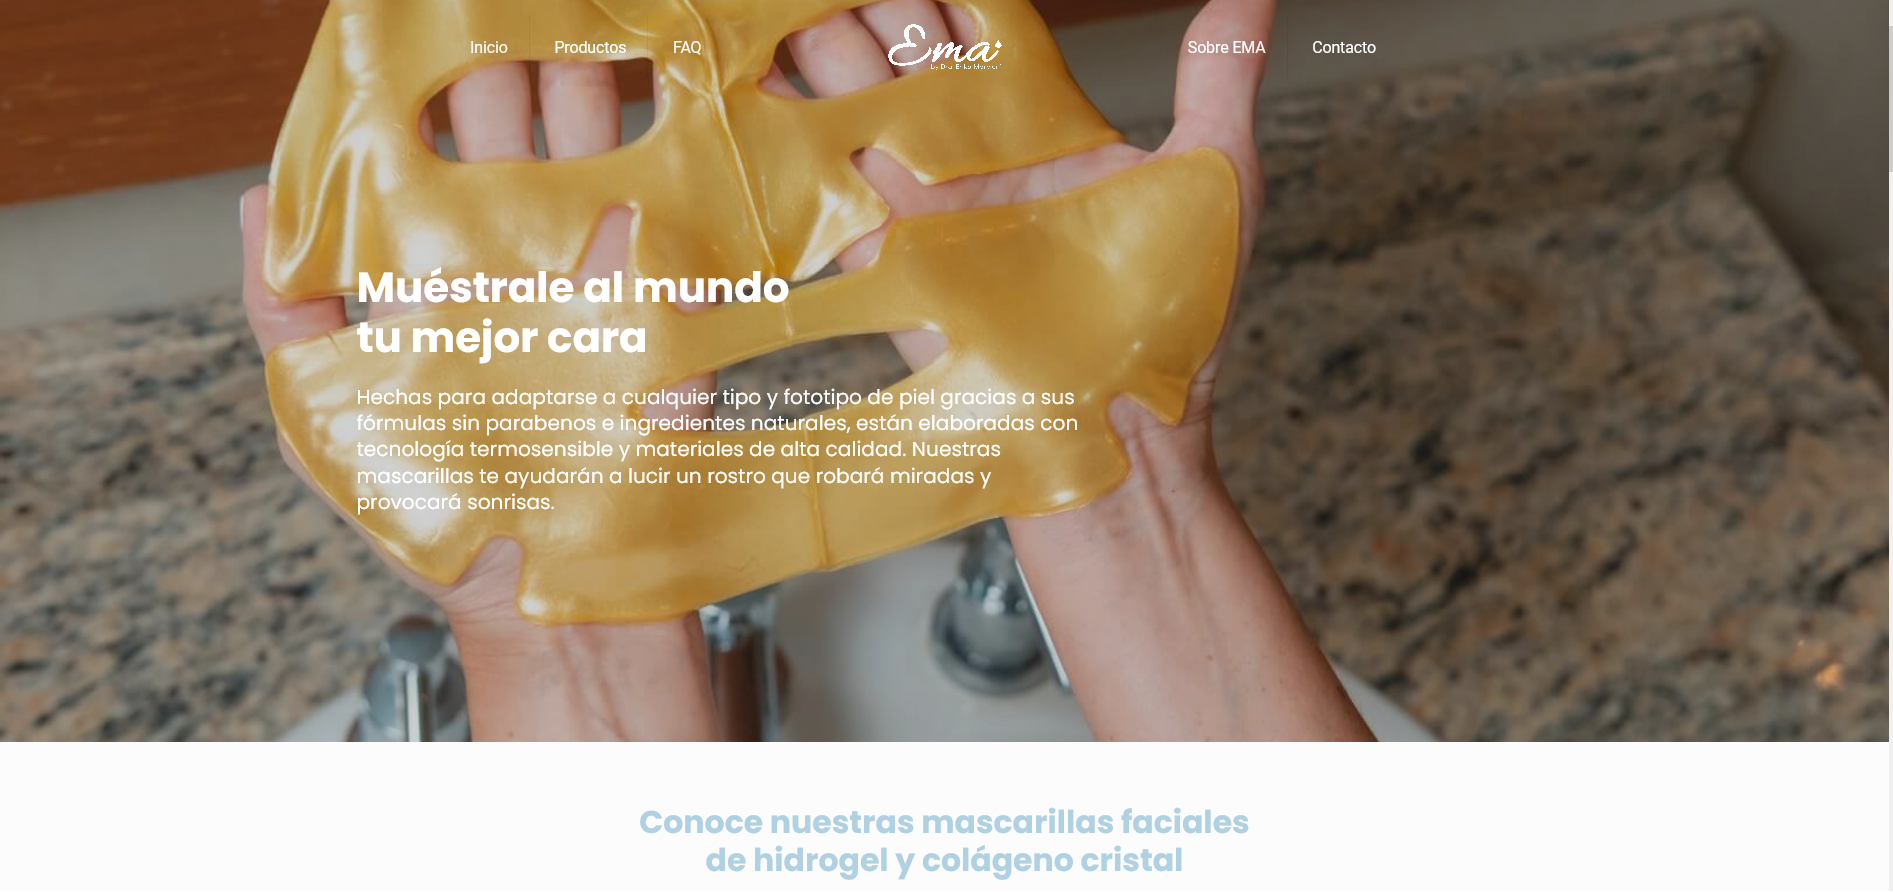 Inicio
Productos
FAQ
Ema
Sobre EMA
Contacto
Muéstrale al mundo
tu mejor cara
Hechas para adaptarse a cualquier tipo y fototipo de piel gracias a sus
fórmulas sin parabenos e ingredientes naturales, están elaboradas con
tecnología termosensible y materiales de alta calidad. Nuestras
mascarillas te ayudarán a lucir un rostro que robará miradas y
provocará sonrisas.
Conoce nuestras mascarillas faciales
de hidrogel y colágeno cristal